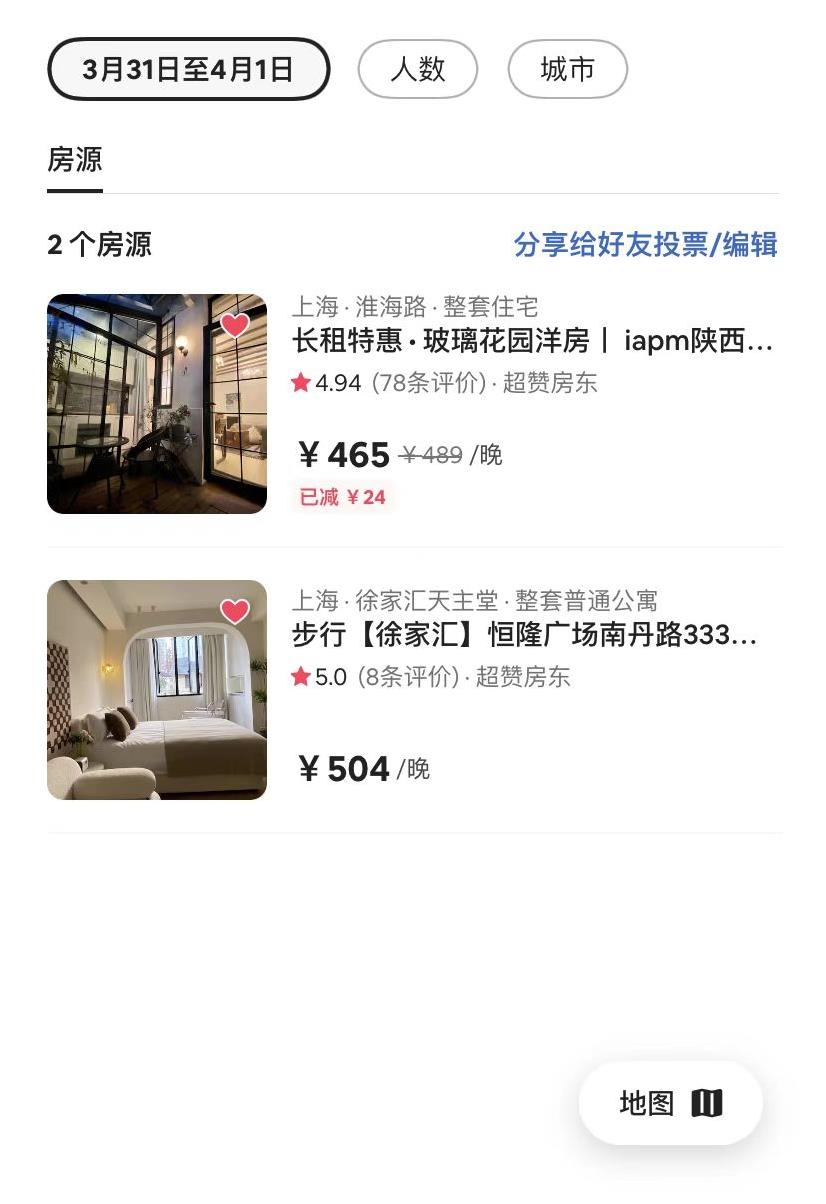 3月31日至4月1日 人数 城市
房源
2 个房源 分享给好友投票/编辑
上海 · 淮海路 · 整套住宅
长租特惠 · 玻璃花园洋房丨 iapm陕西...
4.94 (78条评价) · 超赞房东
¥ 465 ¥ 489 /晚
已减 ¥ 24
上海 · 徐家汇天主堂 · 整套普通公寓
步行【徐家汇】恒隆广场南丹路333...
5.0 (8条评价) · 超赞房东
¥ 504 /晚
地图